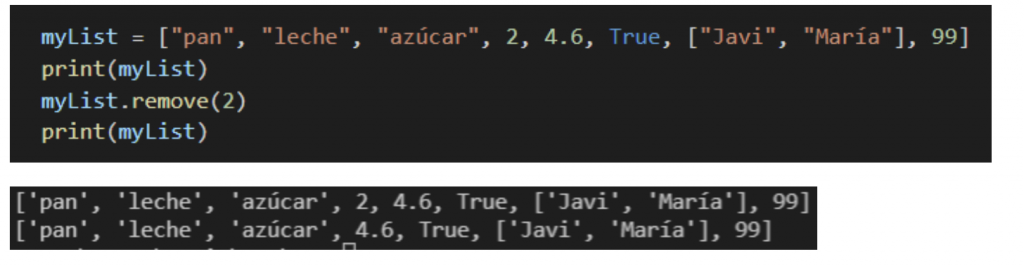 myList = ["pan", "leche", "azúcar", 2, 4.6, True, ["Javi", "María"], 99]
print(myList)
myList.remove(2)
print(myList)
['pan', 'leche', 'azúcar', 2, 4.6, True, ['Javi', 'María'], 99]
['pan', 'leche', 'azúcar', 4.6, True, ['Javi', 'María'], 99]